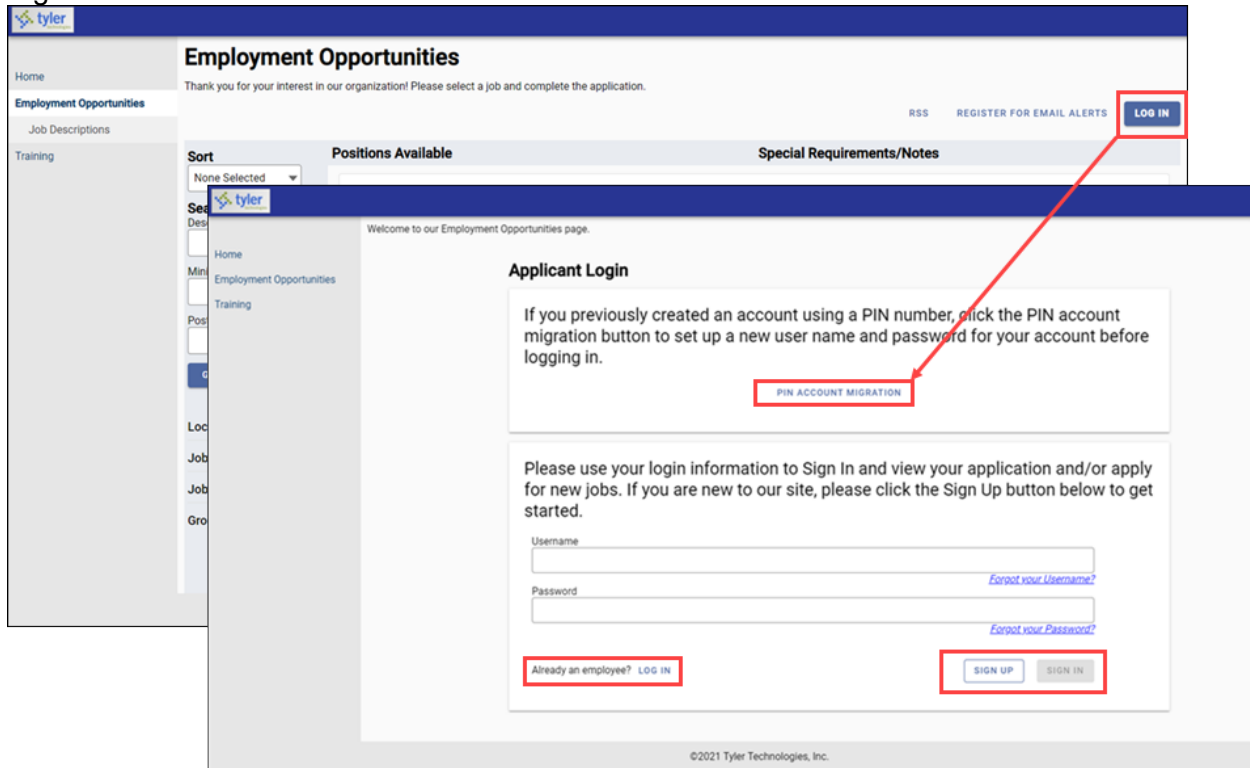 tyler
Employment Opportunities
Home
Thank you for your interest in our organization! Please select a job and complete the application.
Employment Opportunities
RSS REGISTER FOR EMAIL ALERTS LOG IN
Job Descriptions
Training
Sort Positions Available Special Requirements/Notes
None Selected
tyler
Welcome to our Employment Opportunities page.
Home
Employment Opportunities
Training
Applicant Login
If you previously created an account using a PIN number, click the PIN account
migration button to set up a new user name and password for your account before
logging in.
PIN ACCOUNT MIGRATION
Please use your login information to Sign In and view your application and/or apply
for new jobs. If you are new to our site, please click the Sign Up button below to get
started.
Username
Forgot your Username?
Password
Forgot your Password?
Already an employee? LOG IN
SIGN UP SIGN IN
Loc
Job
Job
Gro
©2021 Tyler Technologies, Inc.